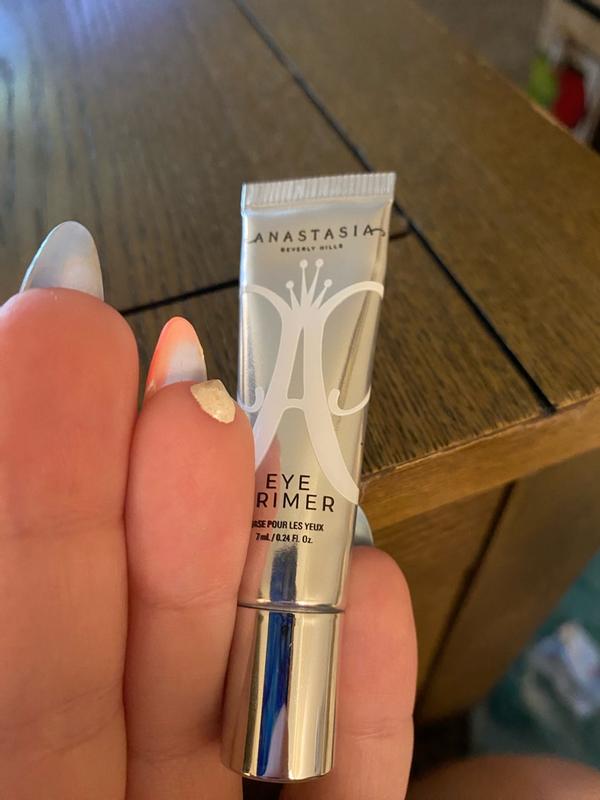 ANASTASIA
BEVERLY HILLS
A
EYE
RIMER
ASE POUR LES YEUX
7 mL / 0.24 Fl. Oz.